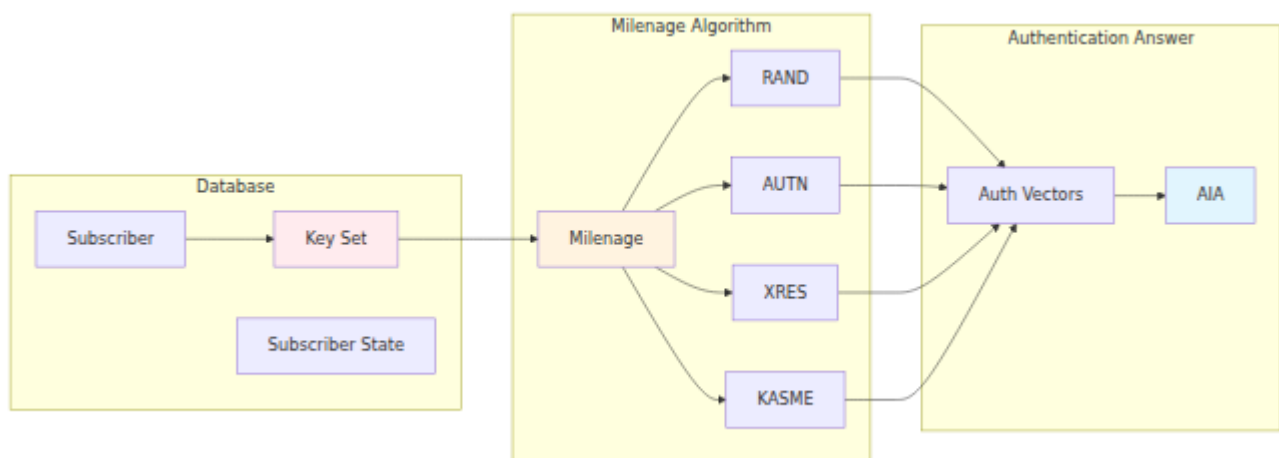 Database
Subscriber
Key Set
Subscriber State
Milenage Algorithm
Milenage
RAND
AUTN
XRES
KASME
Authentication Answer
Auth Vectors
AIA